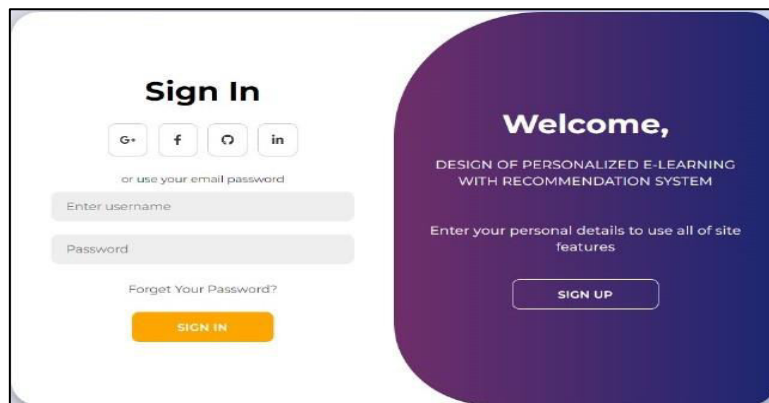 Sign In
G+ f in
or use your email password
Enter username
Password
Forget Your Password?
SIGN IN
Welcome,
DESIGN OF PERSONALIZED E-LEARNING
WITH RECOMMENDATION SYSTEM
Enter your personal details to use all of site
features
SIGN UP